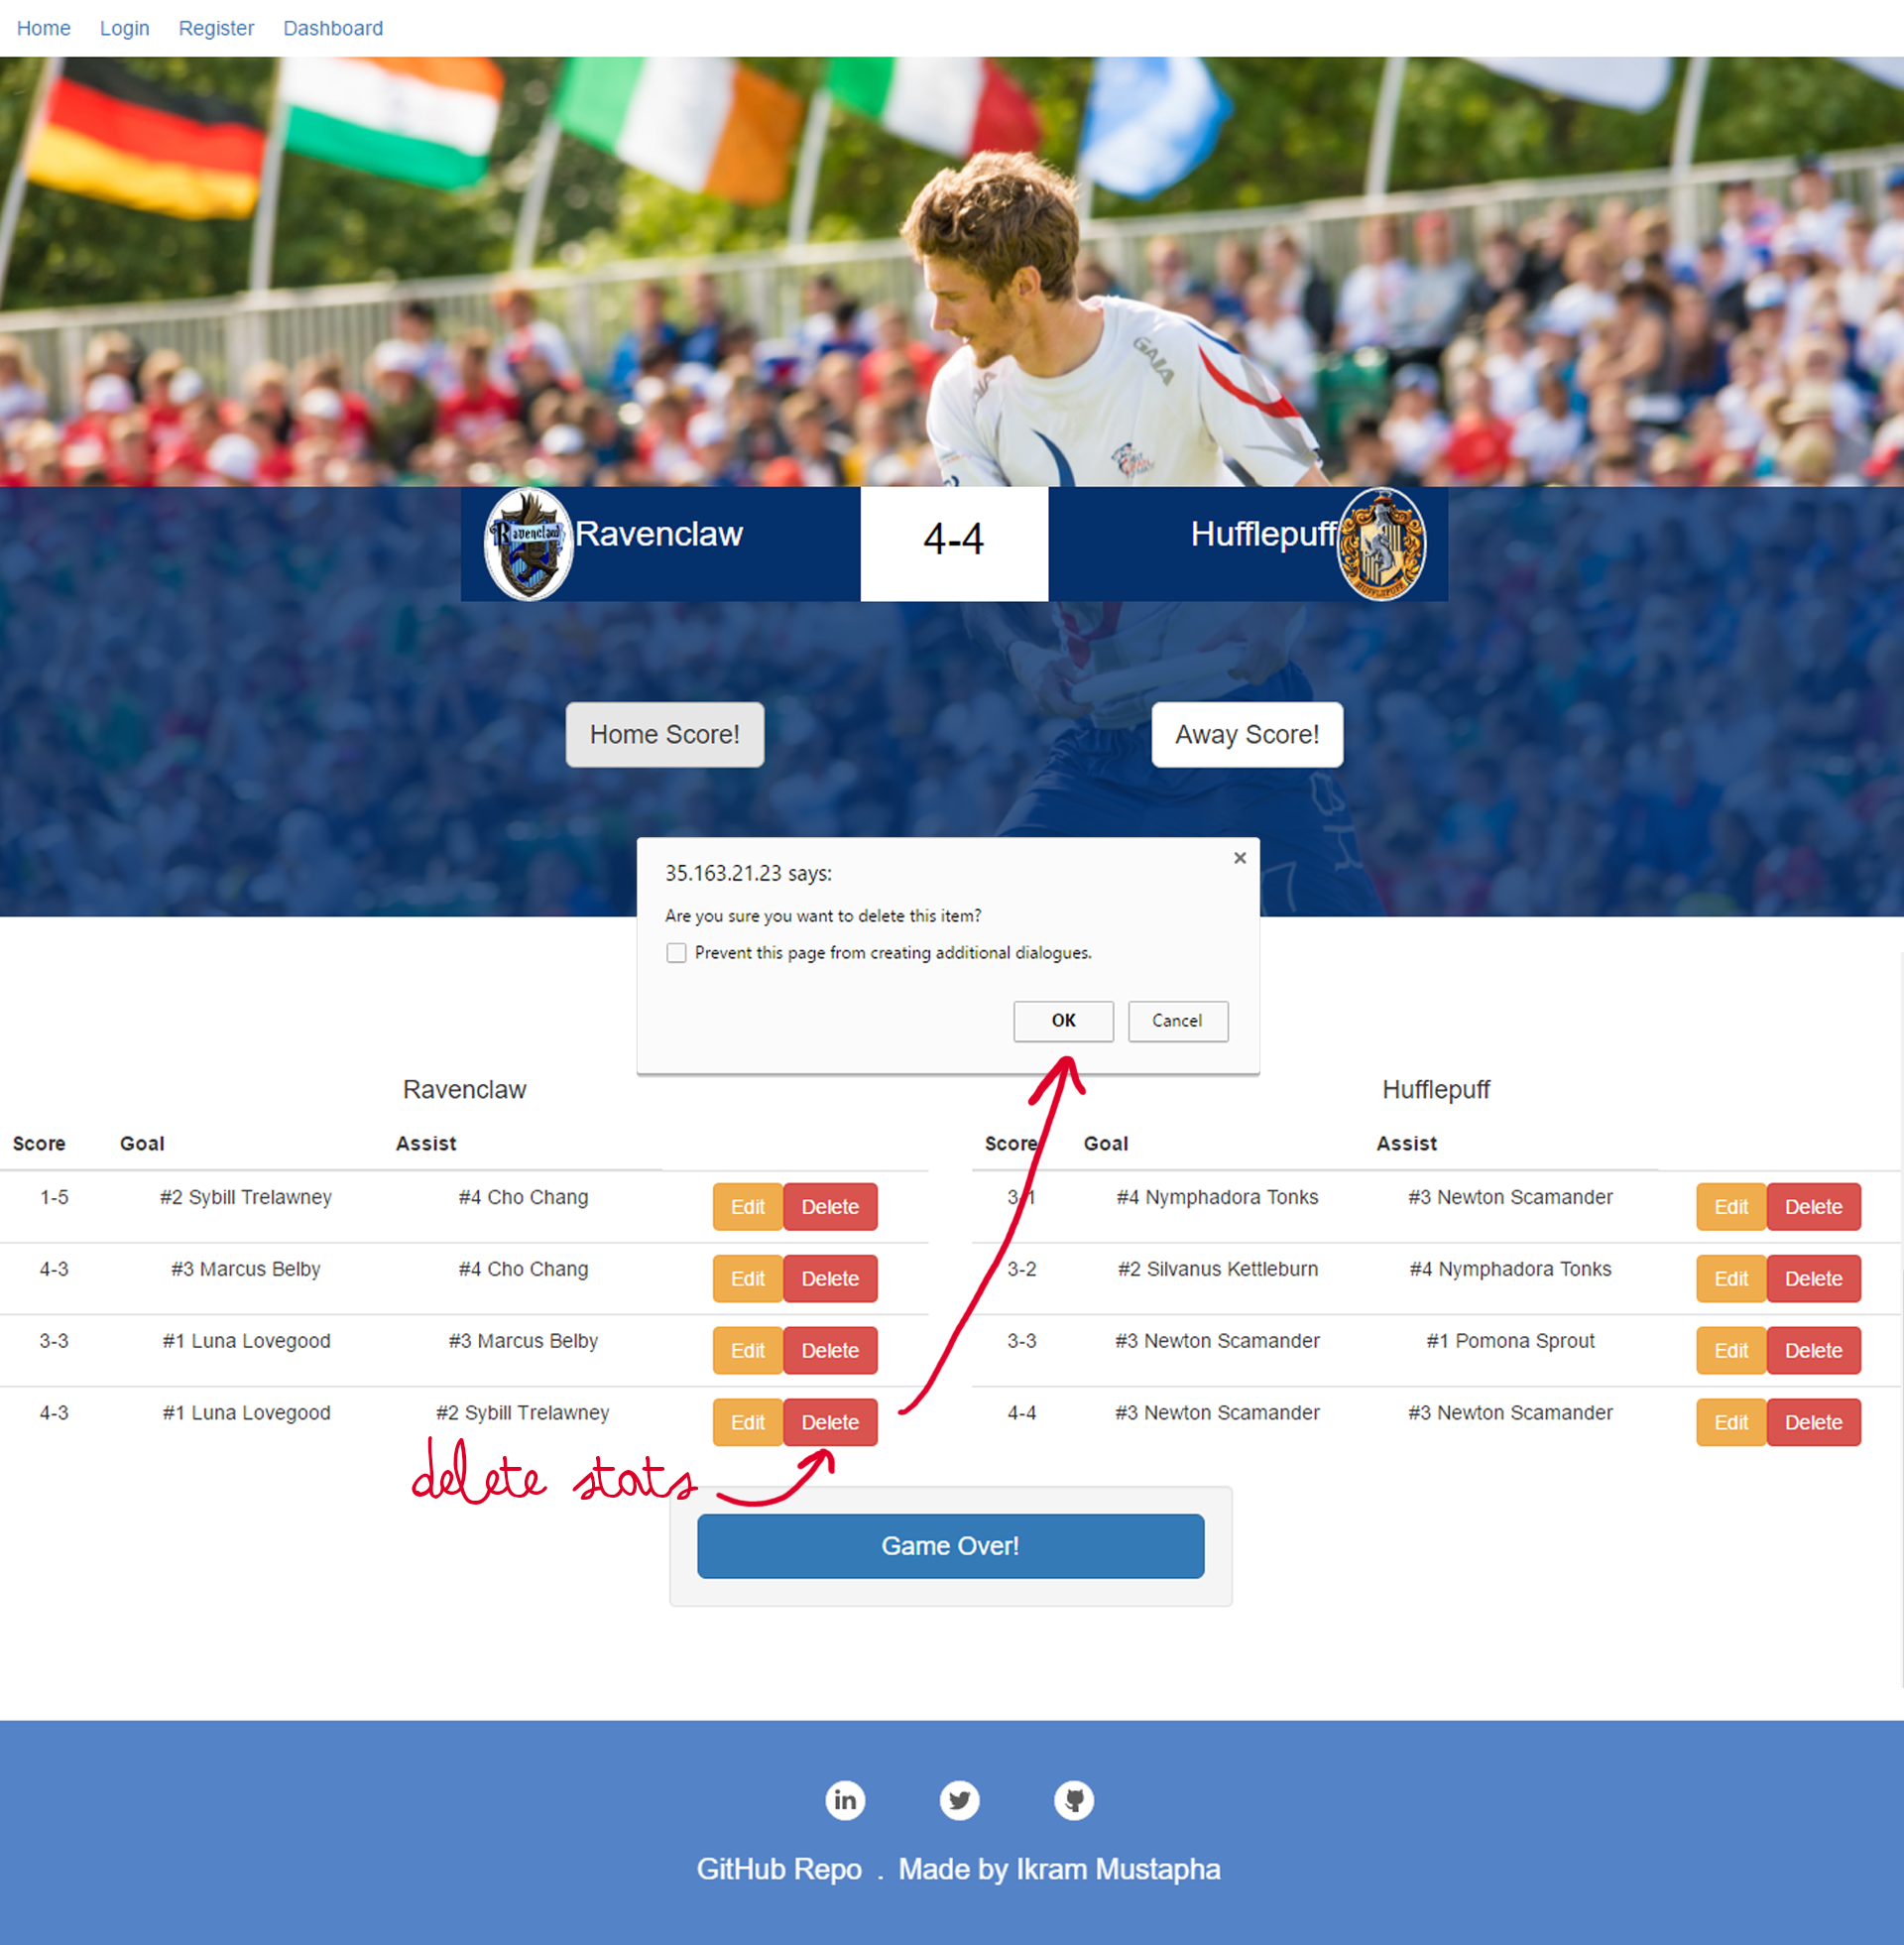 Home Login Register Dashboard
GAIA
Ravenclaw 4-4 Hufflepuff
Home Score! Away Score!
35.163.21.23 says:
Are you sure you want to delete this item?
Prevent this page from creating additional dialogues.
OK Cancel
Ravenclaw Hufflepuff
Score Goal Assist Score Goal Assist
1-5 #2 Sybill Trelawney #4 Cho Chang Edit Delete 3-1 #4 Nymphadora Tonks #3 Newton Scamander Edit Delete
4-3 #3 Marcus Belby #4 Cho Chang Edit Delete 3-2 #2 Silvanus Kettleburn #4 Nymphadora Tonks Edit Delete
3-3 #1 Luna Lovegood #3 Marcus Belby Edit Delete 3-3 #3 Newton Scamander #1 Pomona Sprout Edit Delete
4-3 #1 Luna Lovegood #2 Sybill Trelawney Edit Delete 4-4 #3 Newton Scamander #3 Newton Scamander Edit Delete
delete stats
Game Over!
in
GitHub Repo . Made by Ikram Mustapha